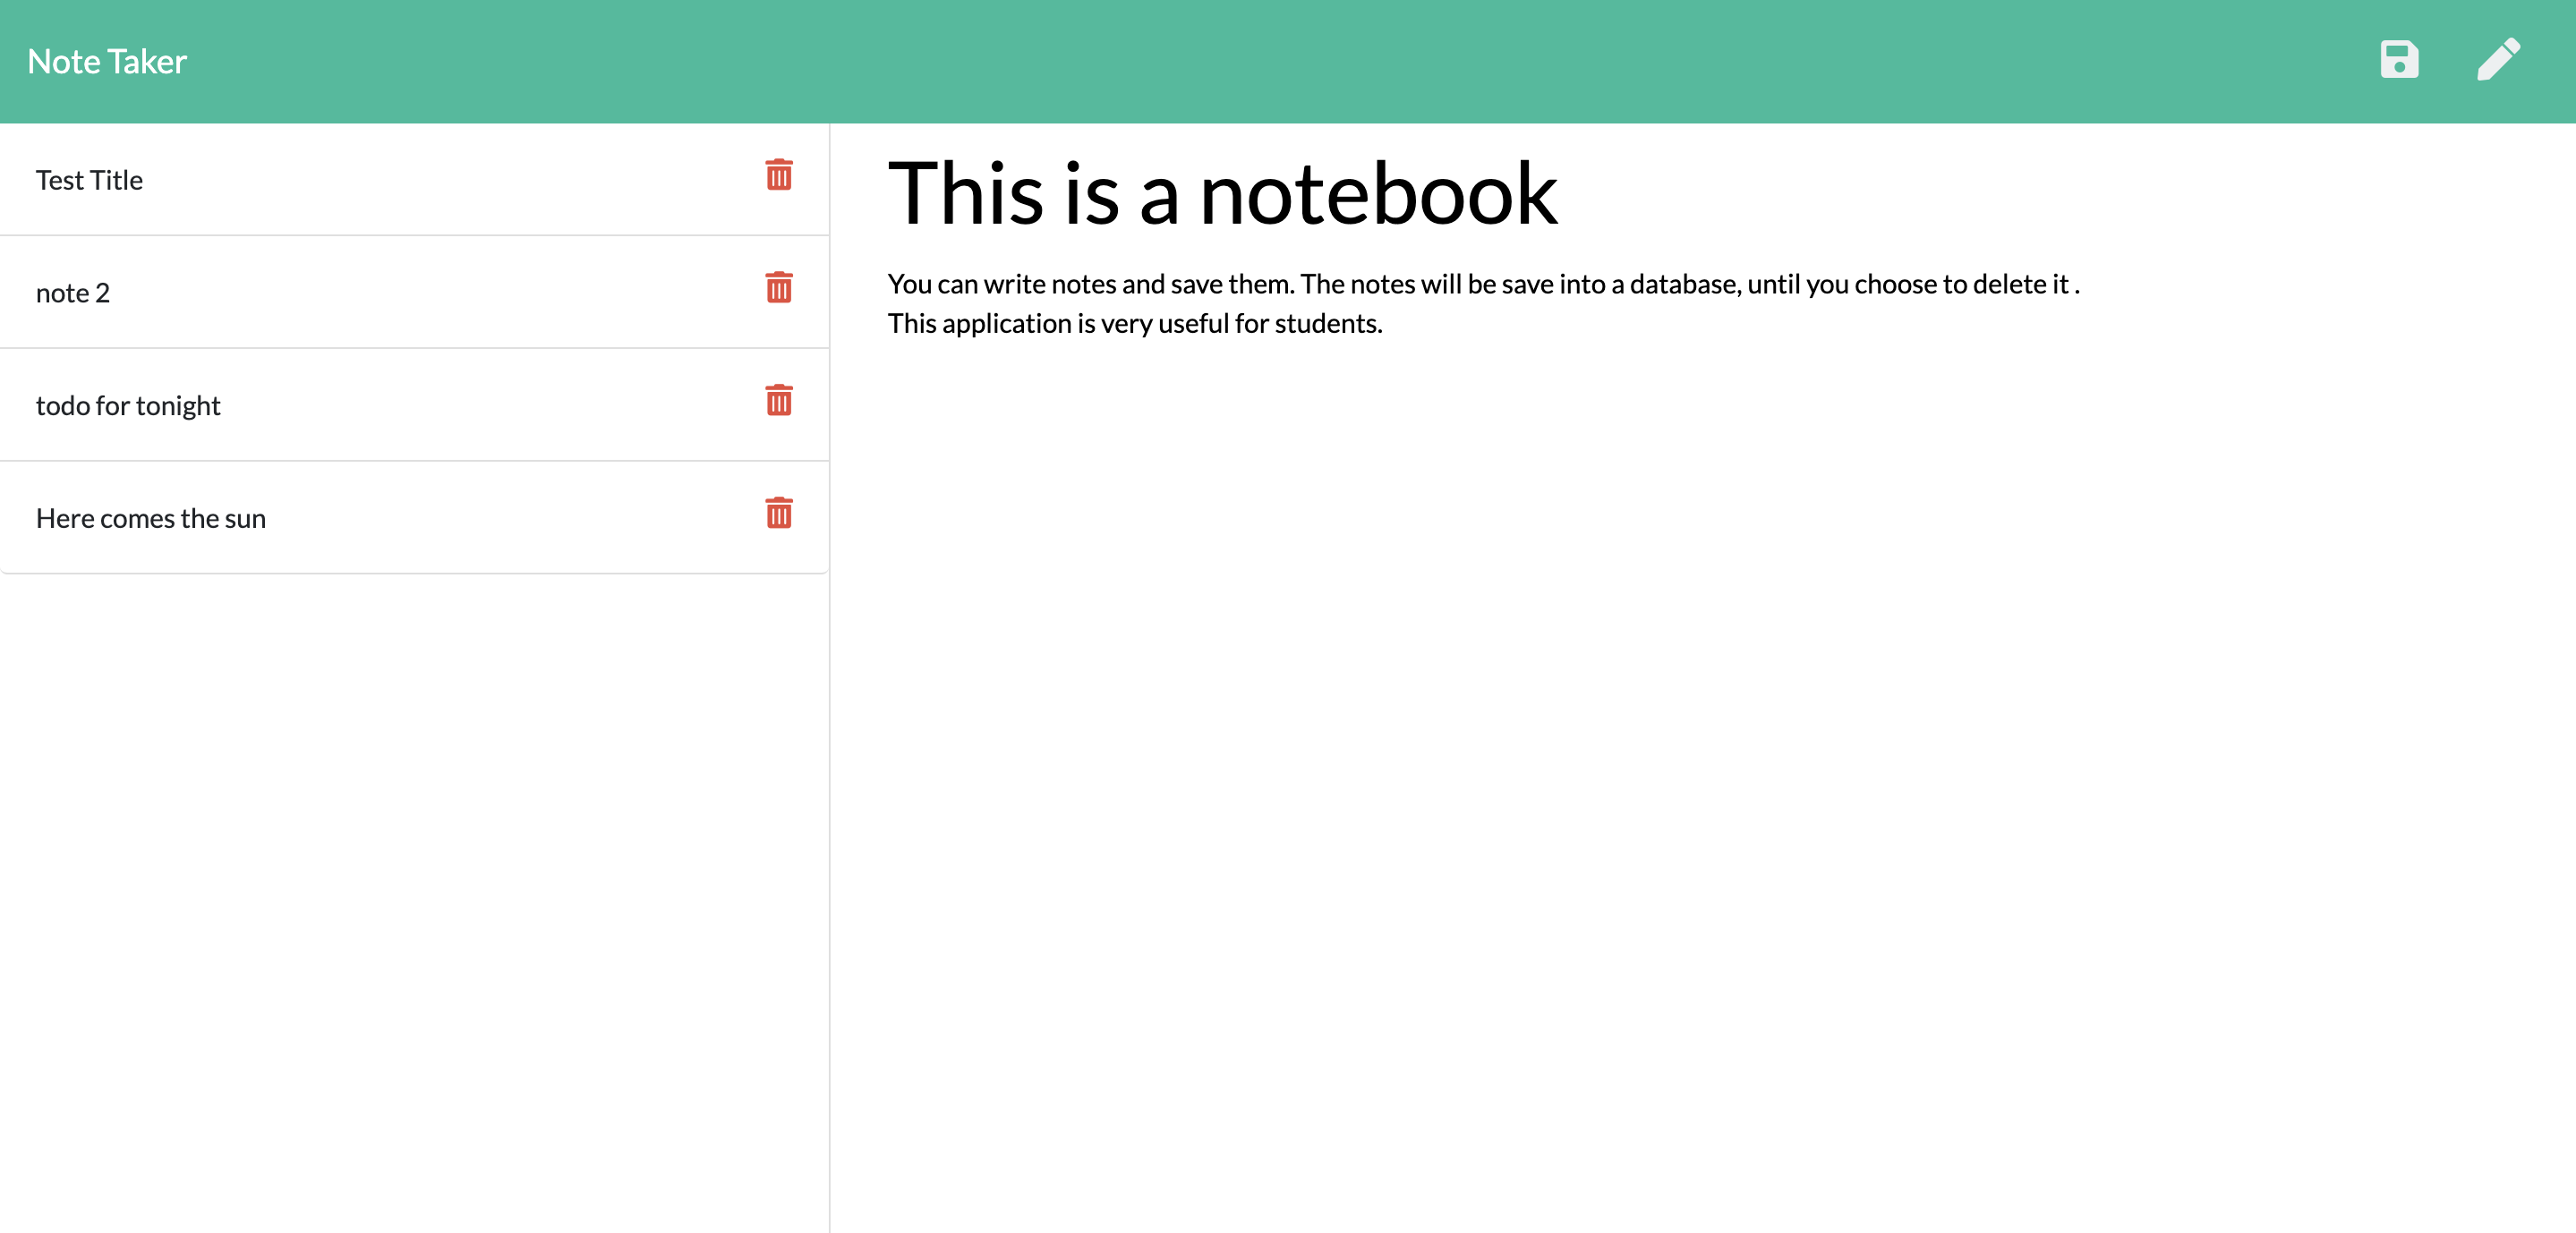 Note Taker
Test Title
note 2
todo for tonight
Here comes the sun
This is a notebook
You can write notes and save them. The notes will be save into a database, until you choose to delete it .
This application is very useful for students.